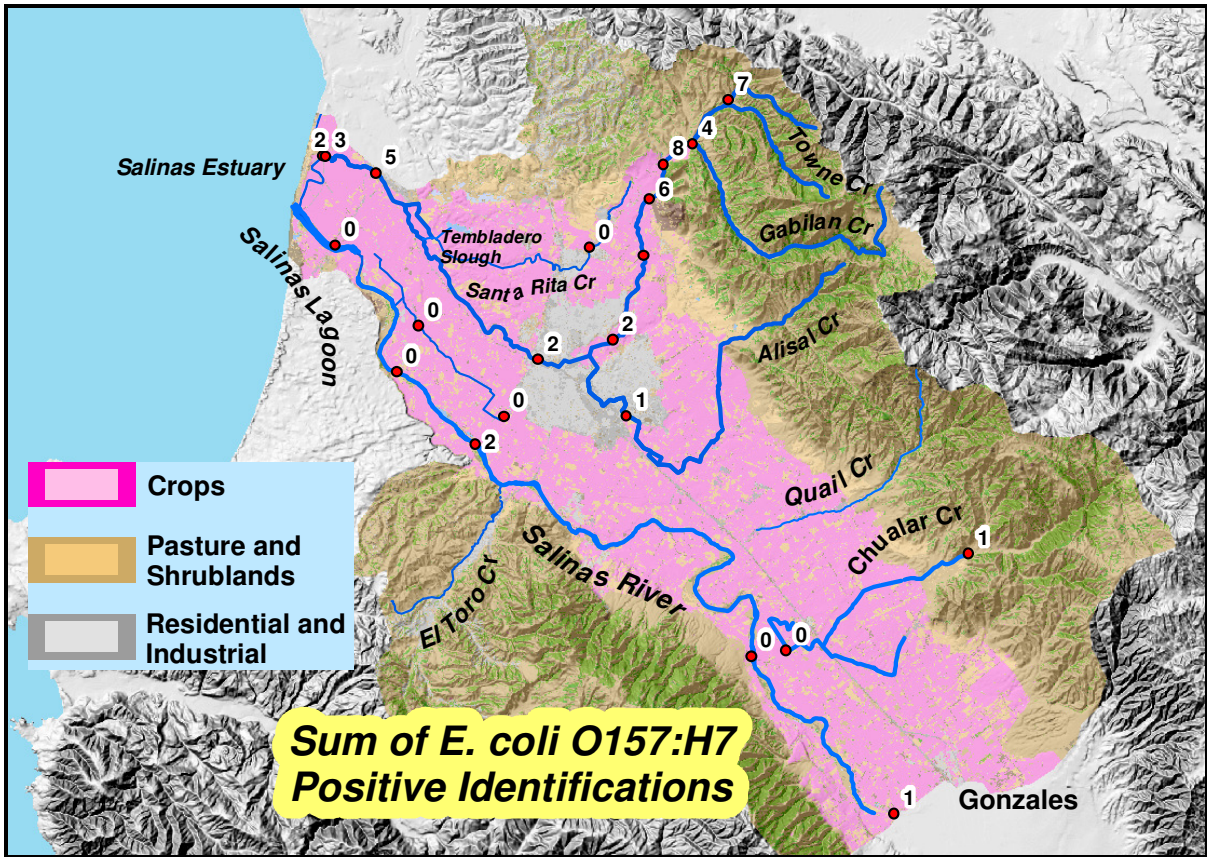 7
4
8
6
2
3
5
Salinas Estuary
Towne Cr
Gabilan Cr
0
0
Tembladero
Slough
Santa Rita Cr
Salinas Lagoon
0
2
2
Alisal Cr
0
1
0
2
Crops
Quail Cr
Chualar Cr
1
Pasture and
Shrublands
Salinas River
El Toro Cr
Residential and
Industrial
0
0
Sum of E. coli O157:H7
Positive Identifications
1
Gonzales